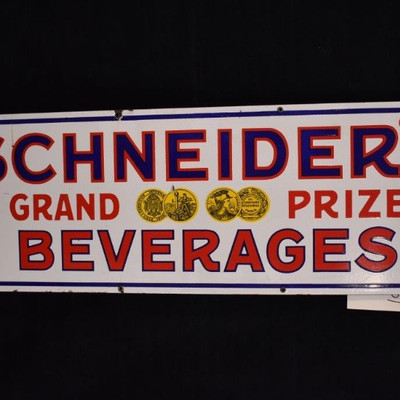 SCHNEIDER'
GRAND PRIZE
BEVERAGES